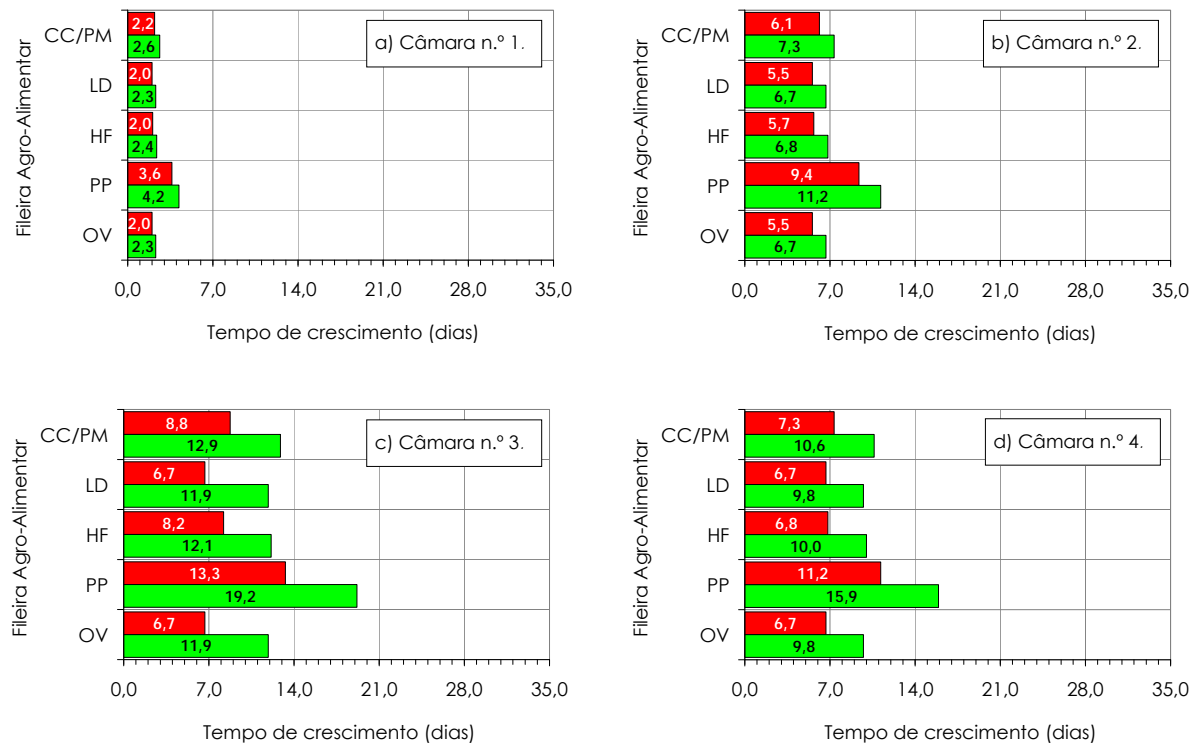 a) Câmara n.º 1.
Fileira Agro-Alimentar
CC/PM
2,2
2,6
LD
2,0
2,3
HF
2,0
2,4
PP
3,6
4,2
OV
2,0
2,3
0,0 7,0 14,0 21,0 28,0 35,0
Tempo de crescimento (dias)
b) Câmara n.º 2.
Fileira Agro-Alimentar
CC/PM
6,1
7,3
LD
5,5
6,7
HF
5,7
6,8
PP
9,4
11,2
OV
5,5
6,7
0,0 7,0 14,0 21,0 28,0 35,0
Tempo de crescimento (dias)
c) Câmara n.º 3.
Fileira Agro-Alimentar
CC/PM
8,8
12,9
LD
6,7
11,9
HF
8,2
12,1
PP
13,3
19,2
OV
6,7
11,9
0,0 7,0 14,0 21,0 28,0 35,0
Tempo de crescimento (dias)
d) Câmara n.º 4.
Fileira Agro-Alimentar
CC/PM
7,3
10,6
LD
6,7
9,8
HF
6,8
10,0
PP
11,2
15,9
OV
6,7
9,8
0,0 7,0 14,0 21,0 28,0 35,0
Tempo de crescimento (dias)